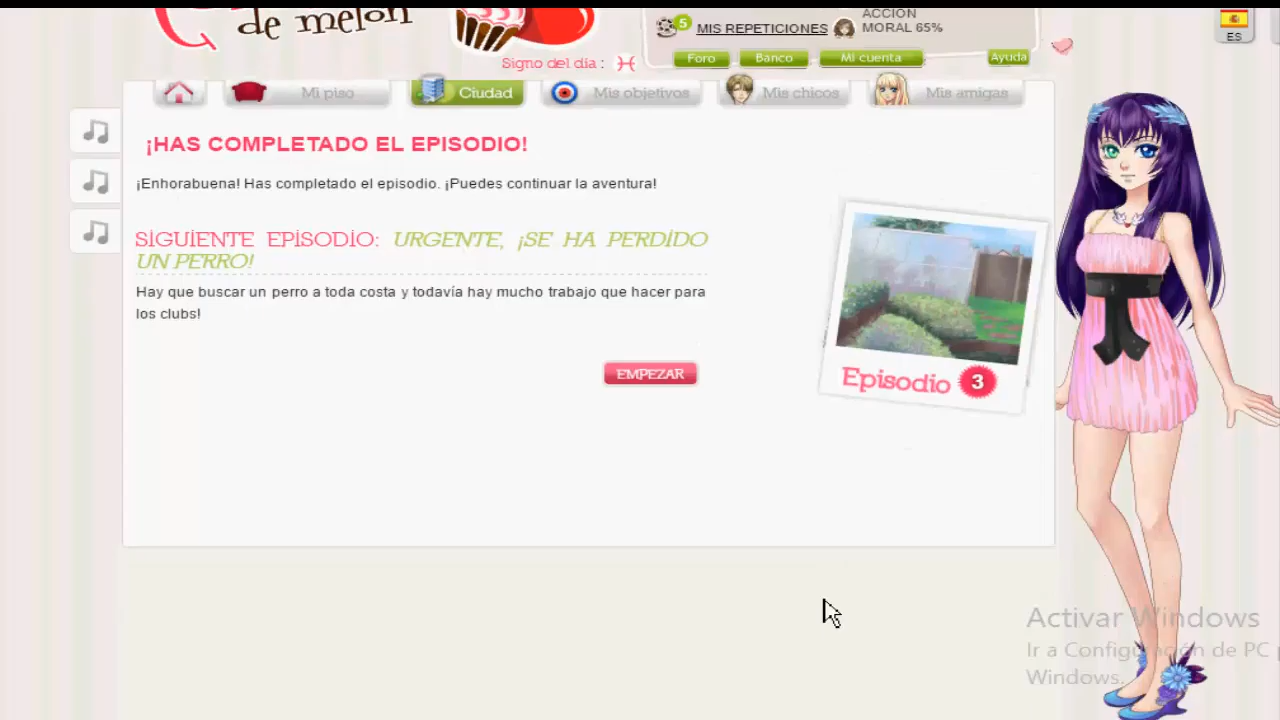 de melón
5 MIS REPETICIONES
ACCIÓN
MORAL 65%
ES
Signo del día :
Foro
Banco
Mi cuenta
Ayuda
Mi piso
Ciudad
Mis objetivos
Mis chicos
Mis amigas
¡HAS COMPLETADO EL EPISODIO!
¡Enhorabuena! Has completado el episodio. ¡Puedes continuar la aventura!
SIGUIENTE EPISODIO: URGENTE, ¡SE HA PERDIDO
UN PERRO!
Hay que buscar un perro a toda costa y todavía hay mucho trabajo que hacer para
los clubs!
EMPEZAR
Episodio 3
Activar Windows
Ir a Configuración de PC
Windows.